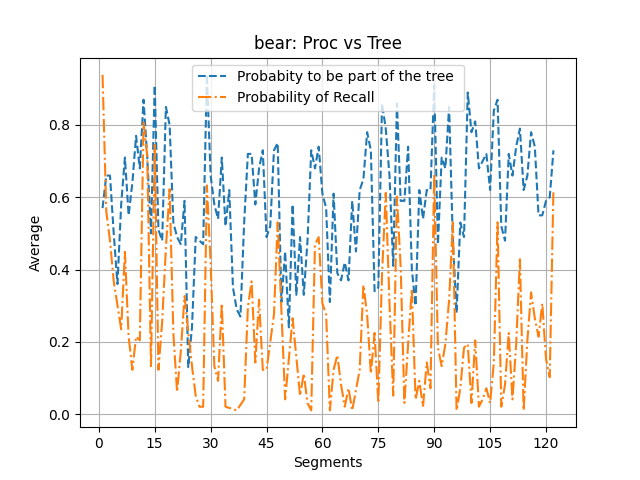 bear: Proc vs Tree
Probabity to be part of the tree
Probability of Recall
Average
0.8
0.6
0.4
0.2
0.0
0 15 30 45 60 75 90 105 120
Segments